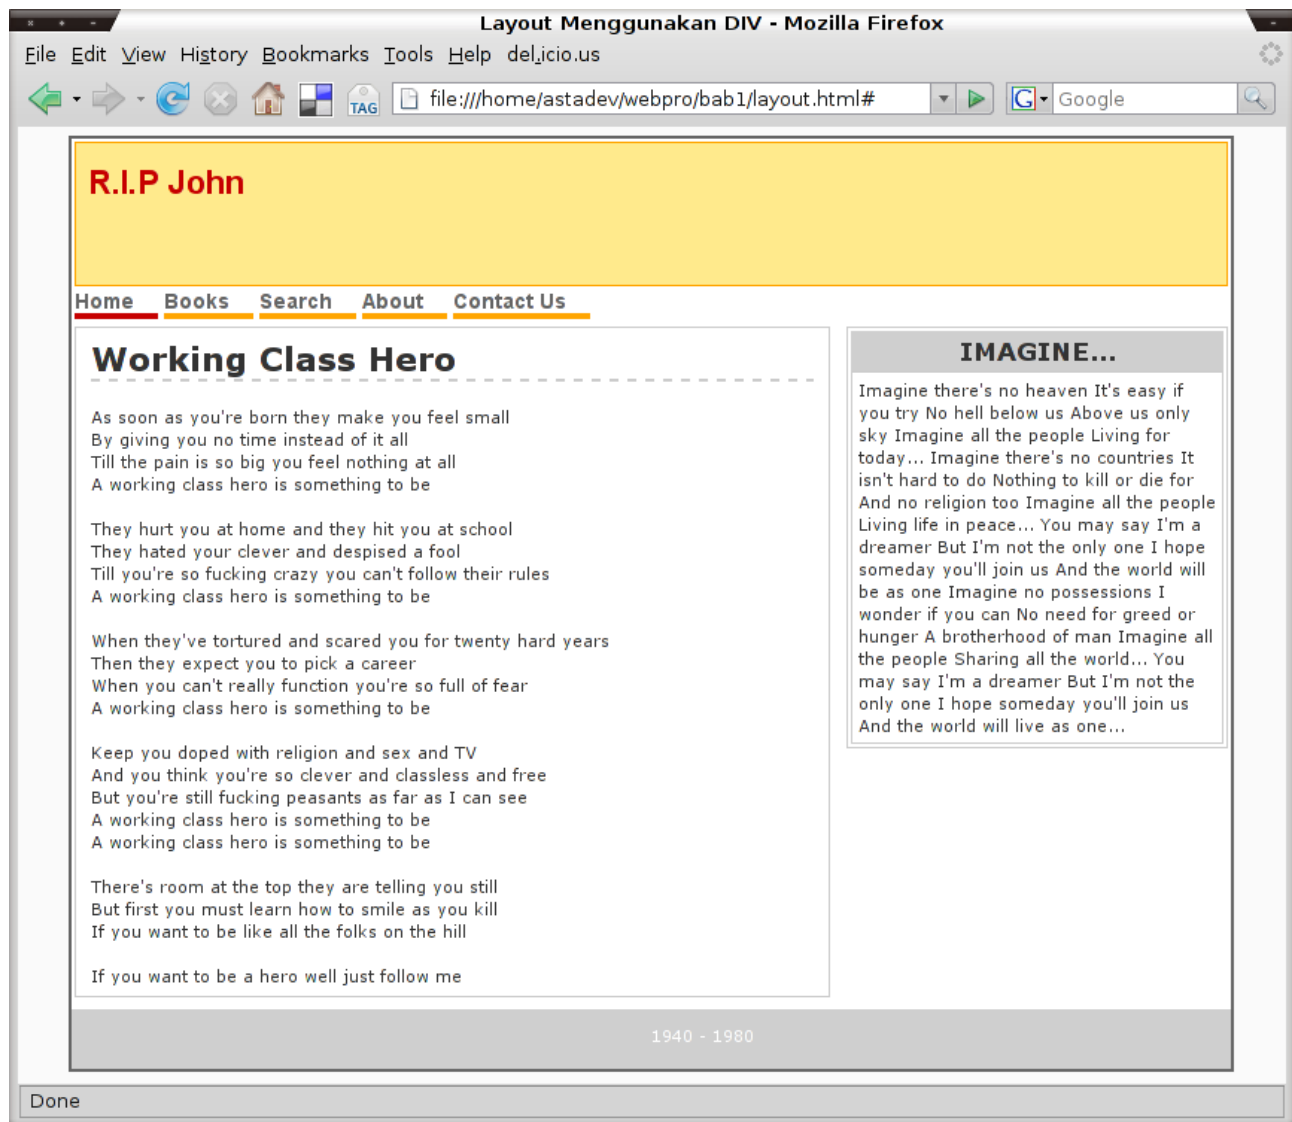 Layout Menggunakan DIV - Mozilla Firefox
File Edit View History Bookmarks Tools Help del.icio.us
TAG file:///home/astadev/webpro/bab1/layout.html# G Google
R.I.P John
Home Books Search About Contact Us
Working Class Hero
As soon as you're born they make you feel small
By giving you no time instead of it all
Till the pain is so big you feel nothing at all
A working class hero is something to be
They hurt you at home and they hit you at school
They hated your clever and despised a fool
Till you're so fucking crazy you can't follow their rules
A working class hero is something to be
When they've tortured and scared you for twenty hard years
Then they expect you to pick a career
When you can't really function you're so full of fear
A working class hero is something to be
Keep you doped with religion and sex and TV
And you think you're so clever and classless and free
But you're still fucking peasants as far as I can see
A working class hero is something to be
A working class hero is something to be
There's room at the top they are telling you still
But first you must learn how to smile as you kill
If you want to be like all the folks on the hill
If you want to be a hero well just follow me
IMAGINE...
Imagine there's no heaven It's easy if
you try No hell below us Above us only
sky Imagine all the people Living for
today... Imagine there's no countries It
isn't hard to do Nothing to kill or die for
And no religion too Imagine all the people
Living life in peace... You may say I'm a
dreamer But I'm not the only one I hope
someday you'll join us And the world will
be as one Imagine no possessions I
wonder if you can No need for greed or
hunger A brotherhood of man Imagine all
the people Sharing all the world... You
may say I'm a dreamer But I'm not the
only one I hope someday you'll join us
And the world will live as one...
1940 - 1980
Done